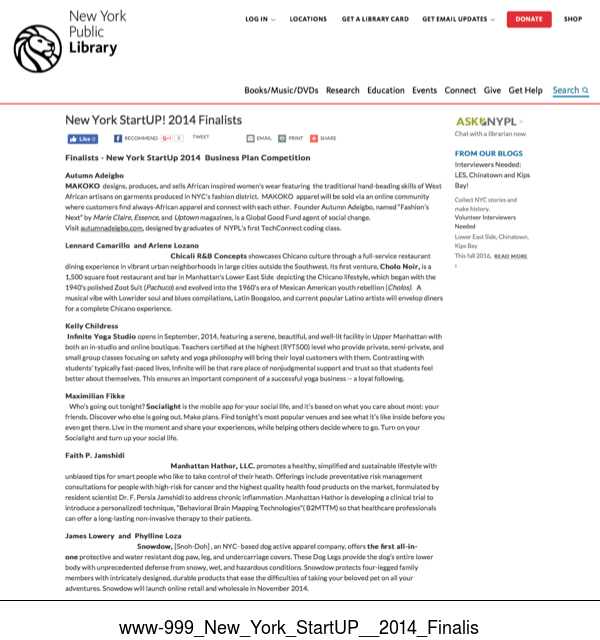 New York
Public
Library
LOG IN
LOCATIONS
GET A LIBRARY CARD
GET EMAIL UPDATES
DONATE
SHOP
Books/Music/DVDs Research Education Events Connect Give Get Help Search
New York StartUP! 2014 Finalists
Like 0
RECOMMEND
G+1 0
TWEET
EMAIL
PRINT
SHARE
Finalists - New York StartUp 2014 Business Plan Competition
Autumn Adeigbo
MAKOKO designs, produces, and sells African inspired women's wear featuring the traditional hand-beading skills of West
African artisans on garments produced in NYC's fashion district. MAKOKO apparel will be sold via an online community
where customers find always-African apparel and connect with each other. Founder Autumn Adeigbo, named "Fashion's
Next" by Marie Claire, Essence, and Uptown magazines, is a Global Good Fund agent of social change.
Visit autumnadeigbo.com, designed by graduates of NYPL's first TechConnect coding class.
Lennard Camarillo and Arlene Lozano
Chicali R&B Concepts showcases Chicano culture through a full-service restaurant
dining experience in vibrant urban neighborhoods in large cities outside the Southwest. Its first venture, Cholo Noir, is a
1,500 square foot restaurant and bar in Manhattan's Lower East Side depicting the Chicano lifestyle, which began with the
1940's polished Zoot Suit (Pachuco) and evolved into the 1960's era of Mexican American youth rebellion (Cholos). A
musical vibe with Lowrider soul and blues compilations, Latin Boogaloo, and current popular Latino artists will envelop diners
for a complete Chicano experience.
Kelly Childress
Infinite Yoga Studio opens in September, 2014, featuring a serene, beautiful, and well-lit facility in Upper Manhattan with
both an in-studio and online boutique. Teachers certified at the highest (RYT500) level who provide private, semi-private, and
small group classes focusing on safety and yoga philosophy will bring their loyal customers with them. Contrasting with
students' typically fast-paced lives, Infinite will be that rare place of nonjudgmental support and trust so that students feel
better about themselves. This ensures an important component of a successful yoga business -- a loyal following.
Maximilian Fikke
Who's going out tonight? Socialight is the mobile app for your social life, and it's based on what you care about most: your
friends. Discover who else is going out. Make plans. Find tonight's most popular venues and see what it's like inside before you
even get there. Live in the moment and share your experiences, while helping others decide where to go. Turn on your
Socialight and turn up your social life.
Faith P. Jamshidi
Manhattan Hathor, LLC, promotes a healthy, simplified and sustainable lifestyle with
unbiased tips for smart people who like to take control of their heath. Offerings include preventative risk management
consultations for people with high-risk for cancer and the highest quality health food products on the market, formulated by
resident scientist Dr. F. Persia Jamshidi to address chronic inflammation .Manhattan Hathor is developing a clinical trial to
introduce a personalized\ technique, "Behavioral Brain Mapping Technologies"( B2MTTM) so that healthcare professionals
can offer a long-lasting non-invasive therapy to their patients.
James Lowery and Phylline Loza
Snowdow, [Snoh-Doh] , an NYC- based dog active apparel company, offers the first all-in-
one protective and water resistant dog paw, leg, and undercarriage covers. These Dog Legs provide the dog's entire lower
body with unprecedented defense from snowy, wet, and hazardous conditions. Snowdow protects four-legged family
members with intricately designed, durable products that ease the difficulties of taking your beloved pet on all your
adventures. Snowdow will launch online retail and wholesale in November 2014.
ASK NYPL
Chat with a librarian now
FROM OUR BLOGS
Interviewers Needed:
LES, Chinatown and Kips
Bay!
Collect NYC stories and
make history.
Volunteer Interviewers
Needed
Lower East Side, Chinatown,
Kips Bay
This fall 2016. READ MORE
www-999_New_York_StartUP__2014_Finalis